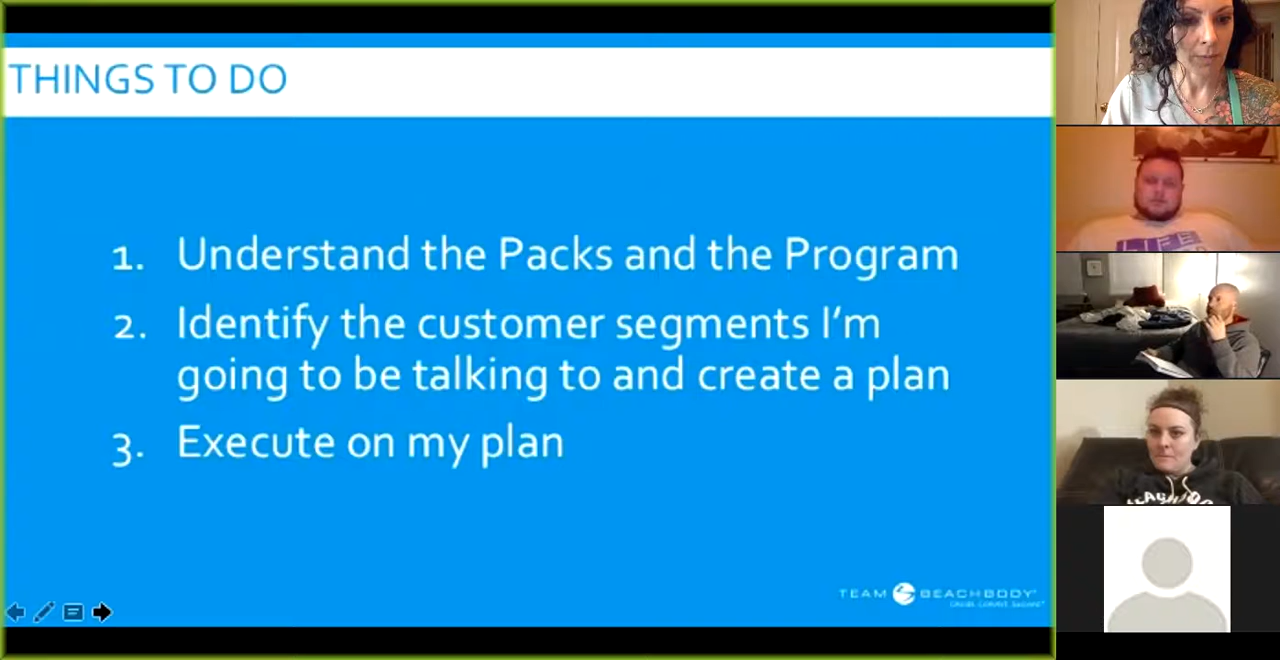 THINGS TO DO
1. Understand the Packs and the Program
2. Identify the customer segments I'm
going to be talking to and create a plan
3. Execute on my plan
TEAM BEACHBODY
LIFE